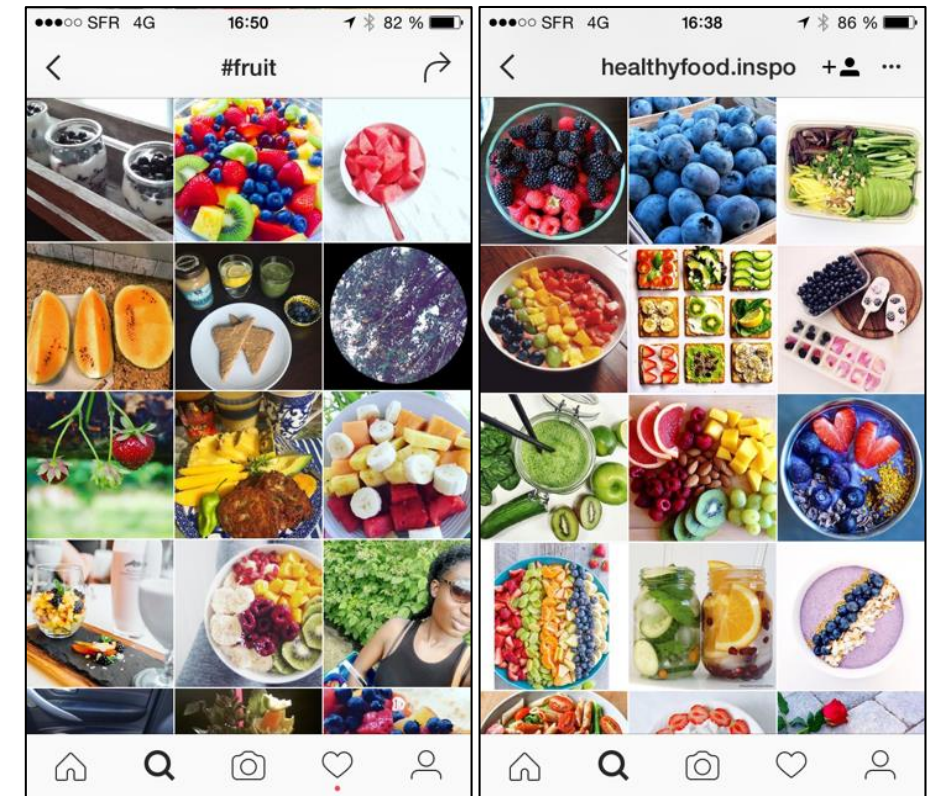 ●●●○○ SFR 4G 16:50 82 %
#fruit
●●●○○ SFR 4G 16:38 86 %
healthyfood.inspo